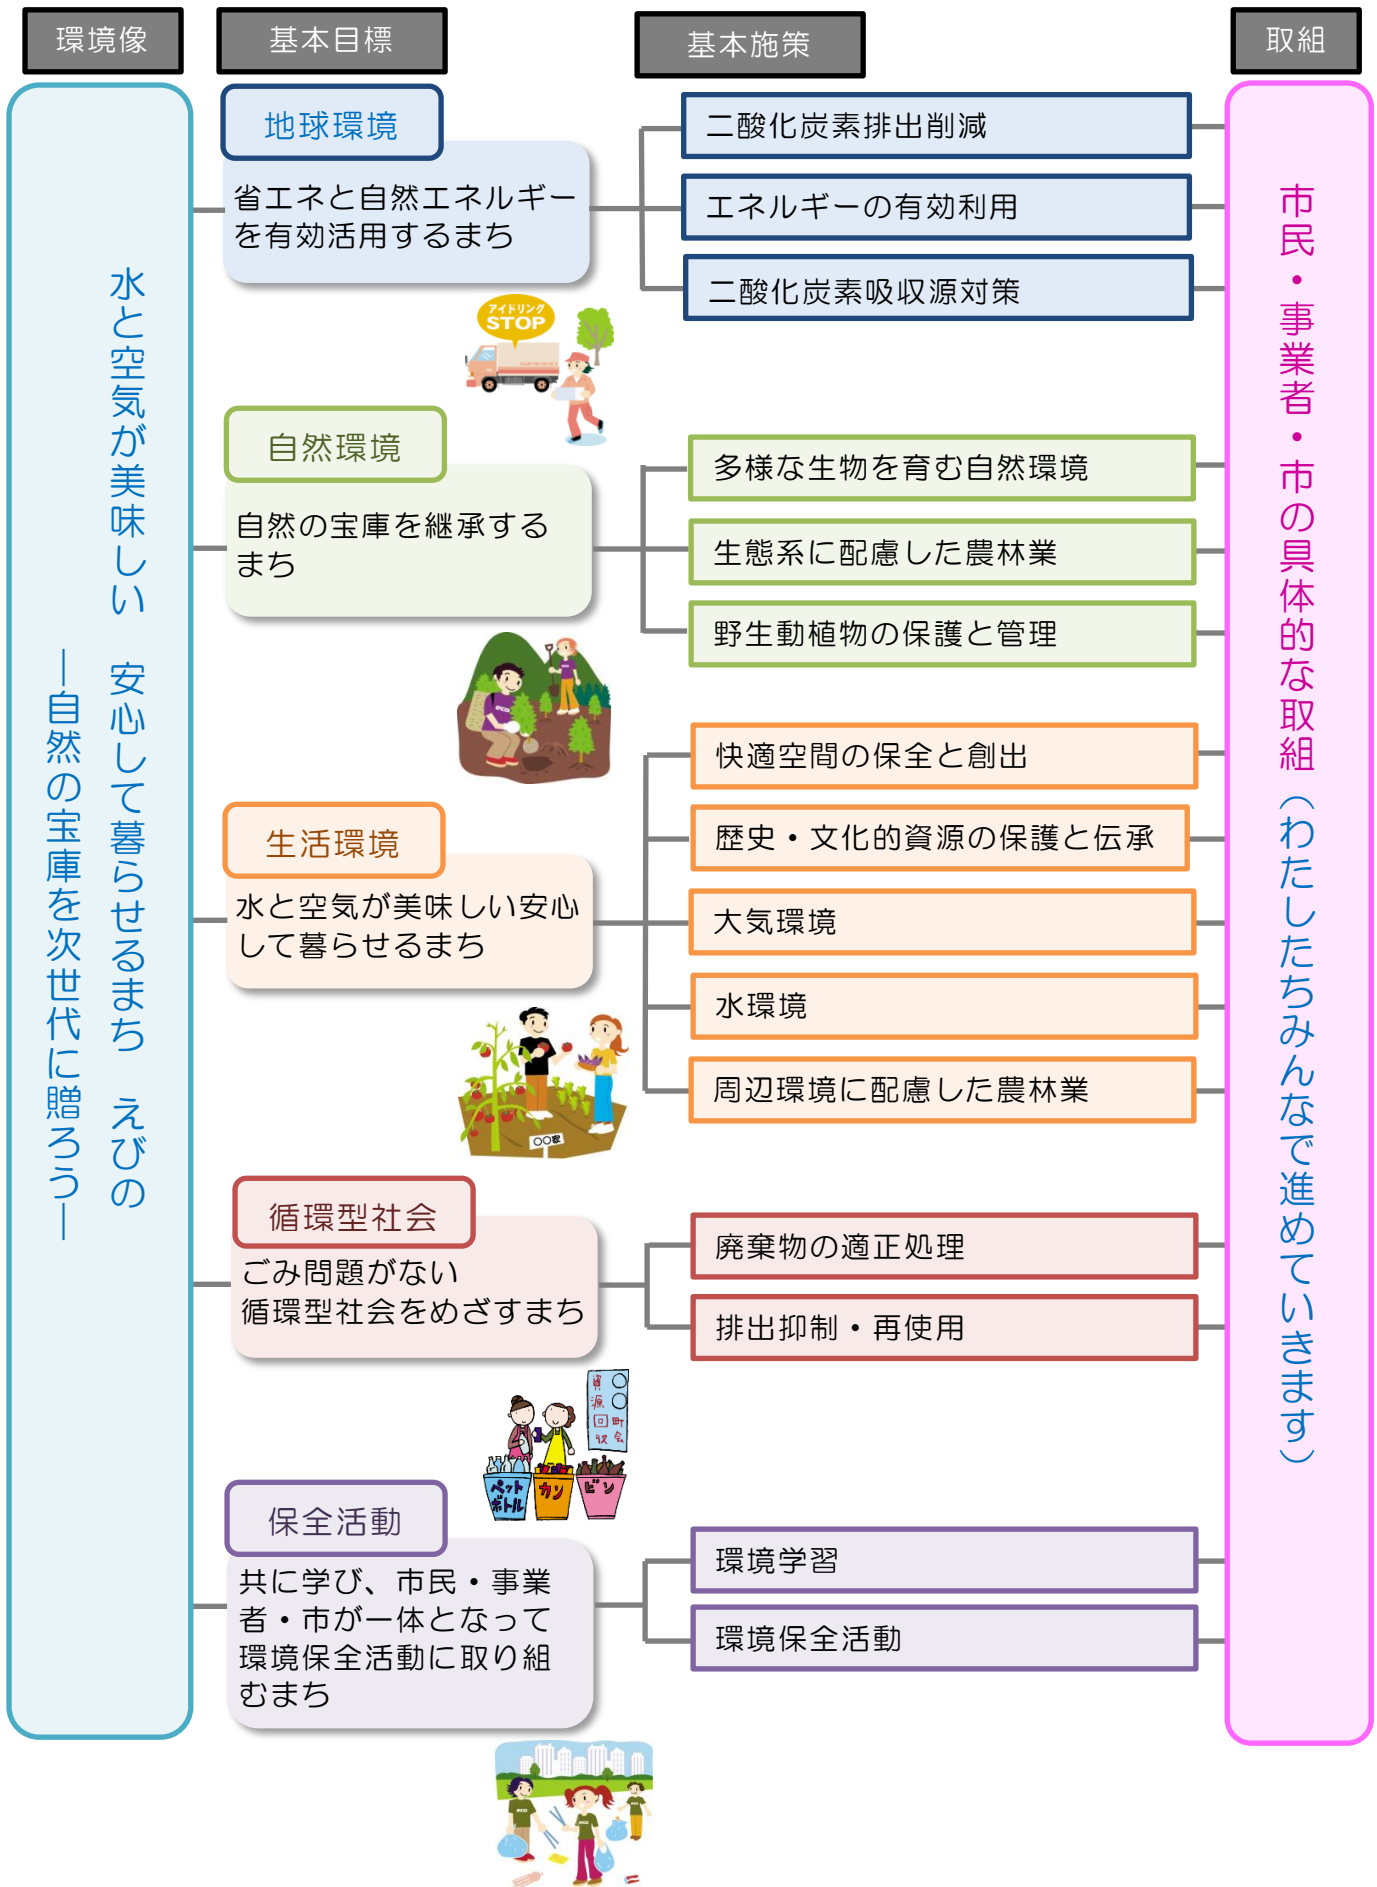 環境像
基本目標
基本施策
取組
水と空気が美味しい　安心して暮らせるまち　えびの
―自然の宝庫を次世代に贈ろう―
地球環境
省エネと自然エネルギー
を有効活用するまち
二酸化炭素排出削減
エネルギーの有効利用
二酸化炭素吸収源対策
アイドリング
STOP
自然環境
自然の宝庫を継承する
まち
多様な生物を育む自然環境
生態系に配慮した農林業
野生動植物の保護と管理
生活環境
水と空気が美味しい安心
して暮らせるまち
快適空間の保全と創出
歴史・文化的資源の保護と伝承
大気環境
水環境
周辺環境に配慮した農林業
〇〇家
循環型社会
ごみ問題がない
循環型社会をめざすまち
廃棄物の適正処理
排出抑制・再使用
資源回収
〇〇町会
ペット
ボトル
カン
ビン
保全活動
共に学び、市民・事業
者・市が一体となって
環境保全活動に取り組
むまち
環境学習
環境保全活動
市民・事業者・市の具体的な取組（わたしたちみんなで進めていきます）